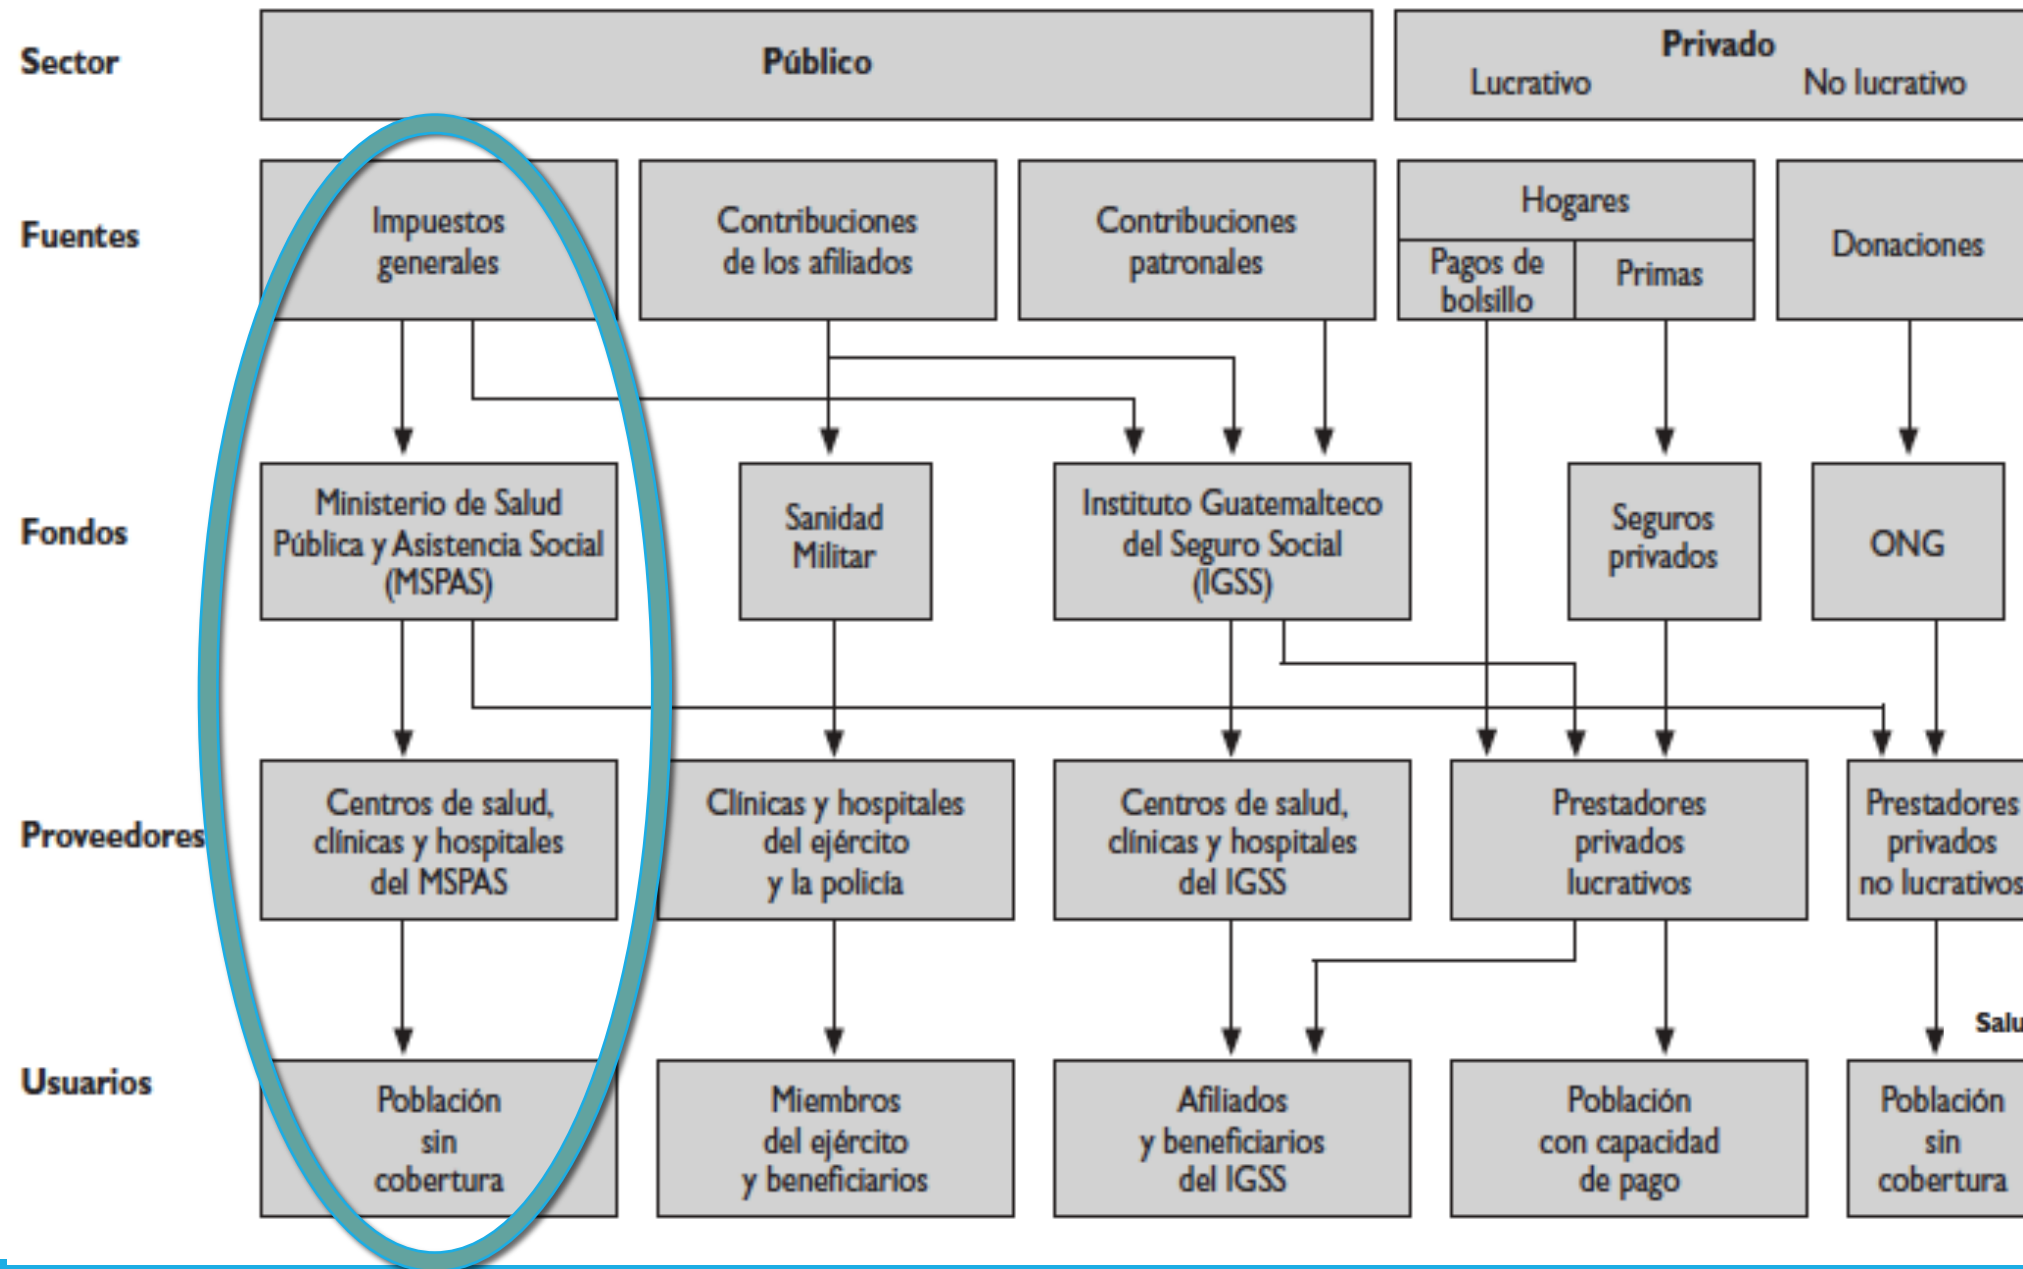 Sector
Público
Privado
Lucrativo No lucrativo
Fuentes
Impuestos
generales
Contribuciones
de los afiliados
Contribuciones
patronales
Hogares
Pagos de
bolsillo
Primas
Donaciones
Fondos
Ministerio de Salud
Pública y Asistencia Social
(MSPAS)
Sanidad
Militar
Instituto Guatemalteco
del Seguro Social
(IGSS)
Seguros
privados
ONG
Proveedores
Centros de salud,
clínicas y hospitales
del MSPAS
Clínicas y hospitales
del ejército
y la policía
Centros de salud,
clínicas y hospitales
del IGSS
Prestadores
privados
lucrativos
Prestadores
privados
no lucrativos
Salu
Usuarios
Población
sin
cobertura
Miembros
del ejército
y beneficiarios
Afiliados
y beneficiarios
del IGSS
Población
con capacidad
de pago
Población
sin
cobertura